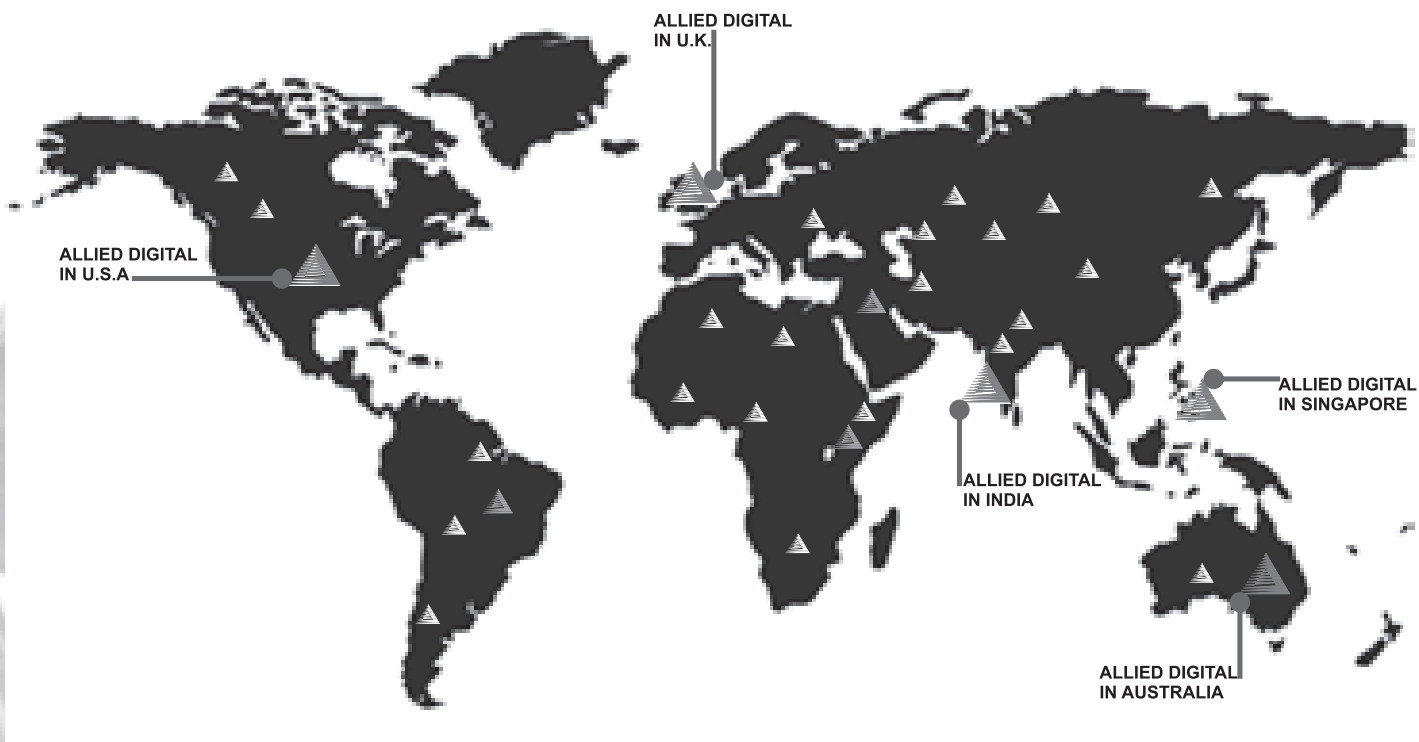 ALLIED DIGITAL
IN U.K.
ALLIED DIGITAL
IN U.S.A
ALLIED DIGITAL
IN SINGAPORE
ALLIED DIGITAL
IN INDIA
ALLIED DIGITAL
IN AUSTRALIA